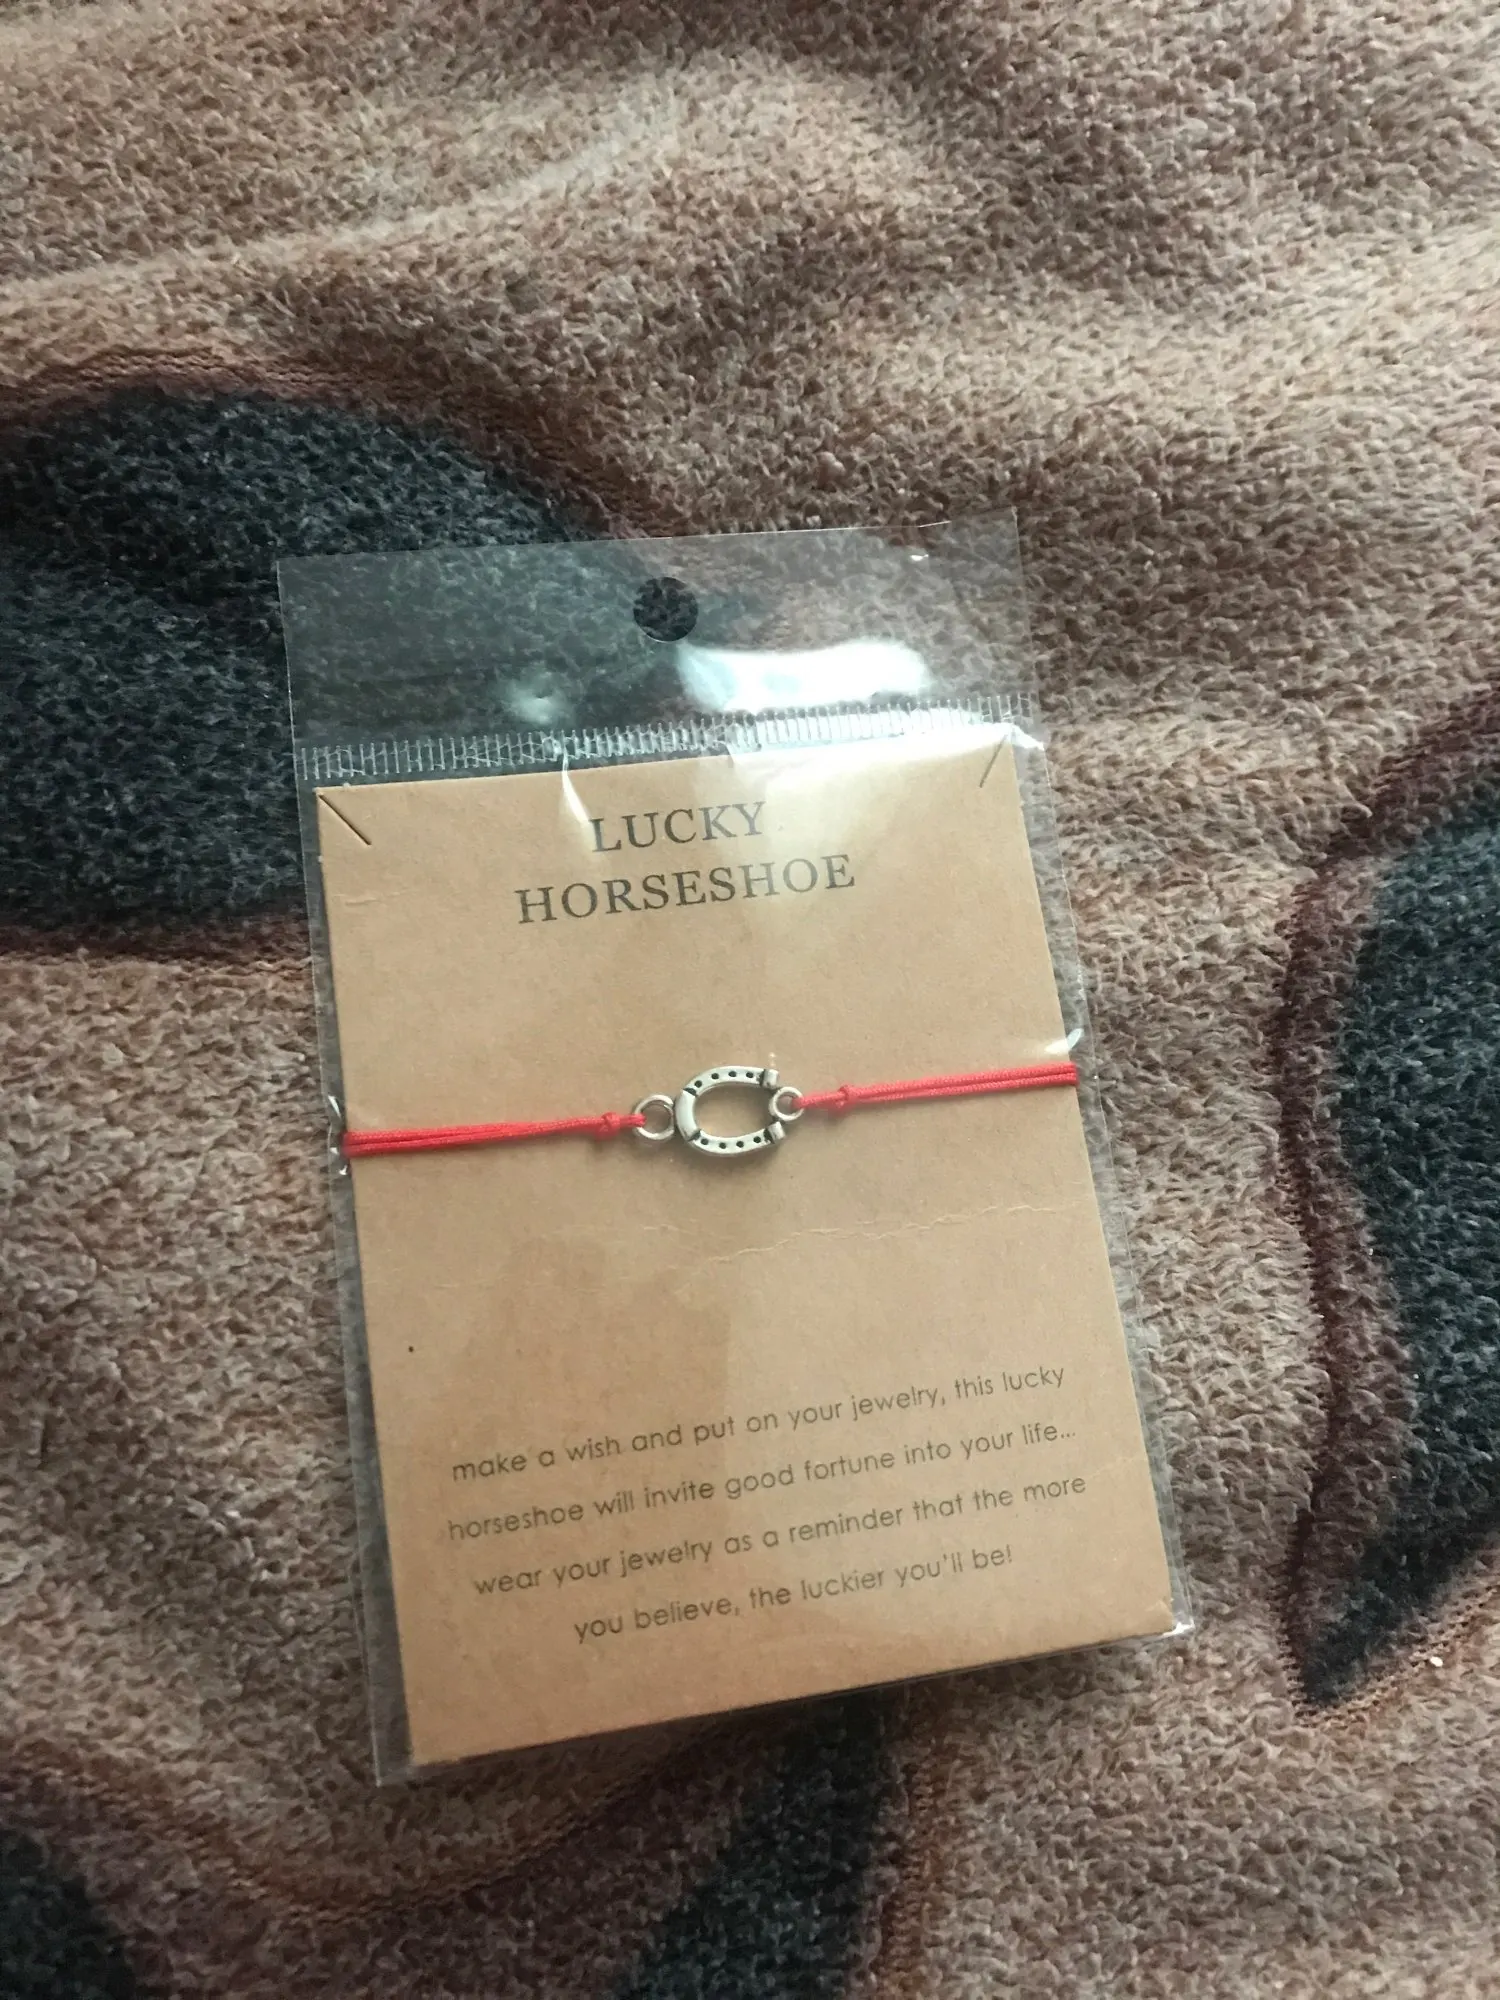 LUCKY
HORSESHOE
make a wish and put on your jewelry, this lucky
horseshoe will invite good fortune into your life...
wear your jewelry as a reminder that the more
you believe, the luckier you'll be!